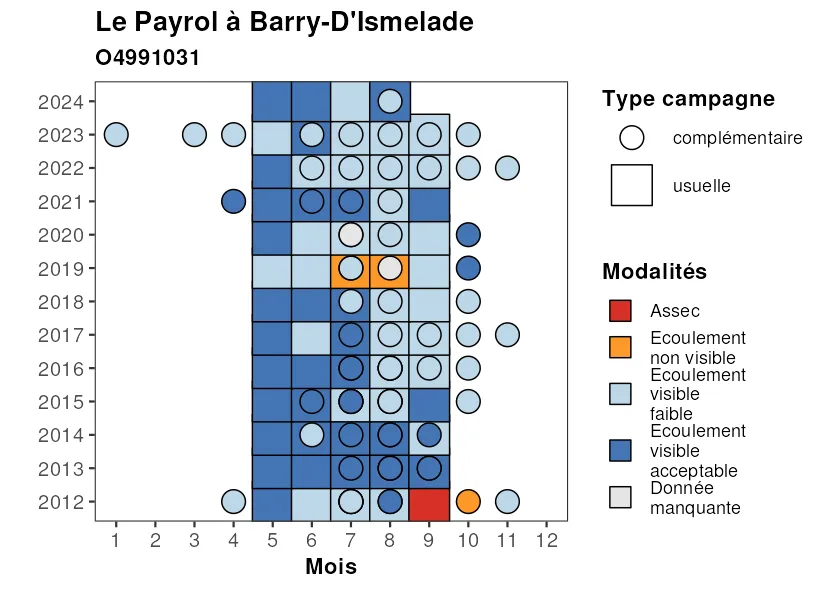 Le Payrol à Barry-D'Ismelade
O4991031
2024
2023
2022
2021
2020
2019
2018
2017
2016
2015
2014
2013
2012
1 2 3 4 5 6 7 8 9 10 11 12
Mois
Type campagne
complémentaire
usuelle
Modalités
Assec
Ecoulement
non visible
Ecoulement
visible
faible
Ecoulement
visible
acceptable
Donnée
manquante